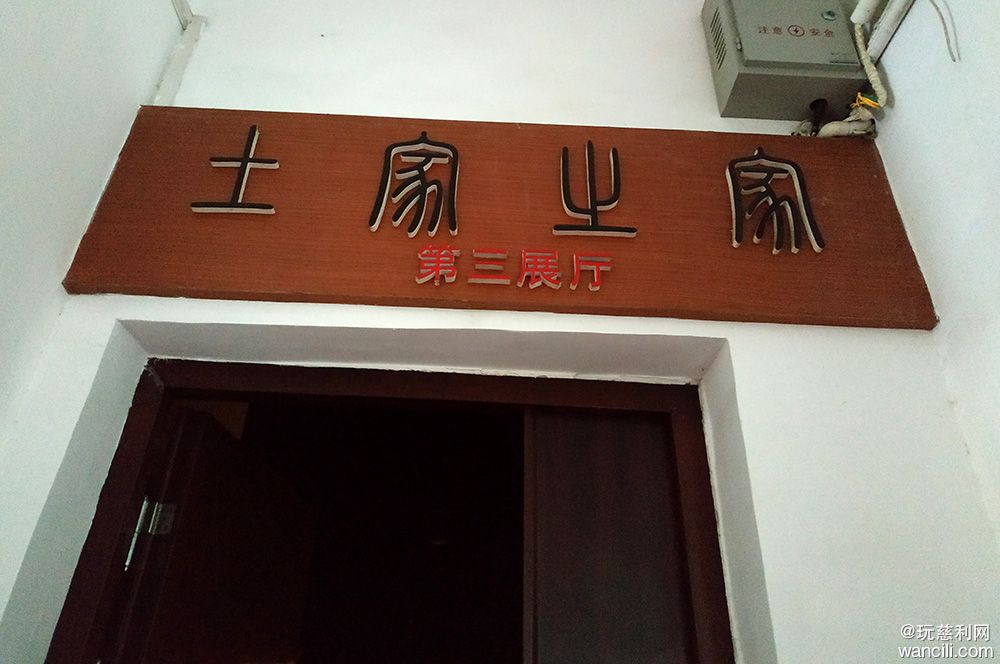 注意安全
土家之家
第三展厅
@玩慈利网
wancili.com